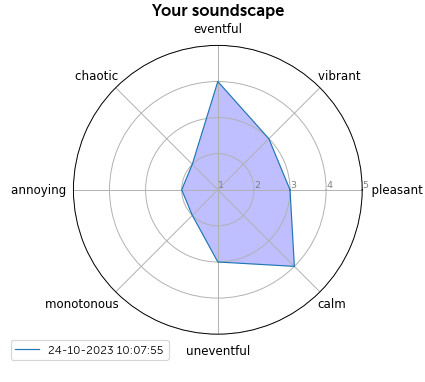 Your soundscape
eventful
chaotic
vibrant
annoying
1 2 3 4 5
pleasant
monotonous
calm
24-10-2023 10:07:55
uneventful